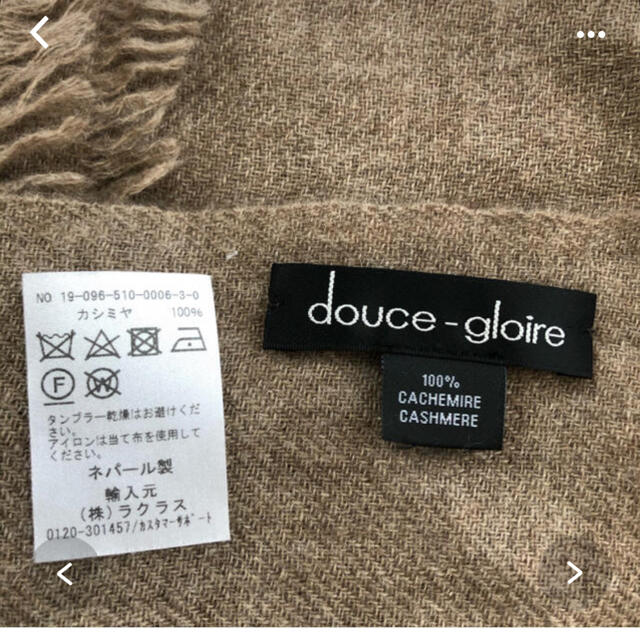 NO 19-096-510-0006-3-0
カシミヤ 100%
F W
タンブラー乾燥はお避けくだ
さい。
アイロンは当て布を使用して
ください。
ネパール製
輸入元
(株)ラクラス
0120-301457/カスタマーサポート
douce-gloire
100%
CACHEMIRE
CASHMERE